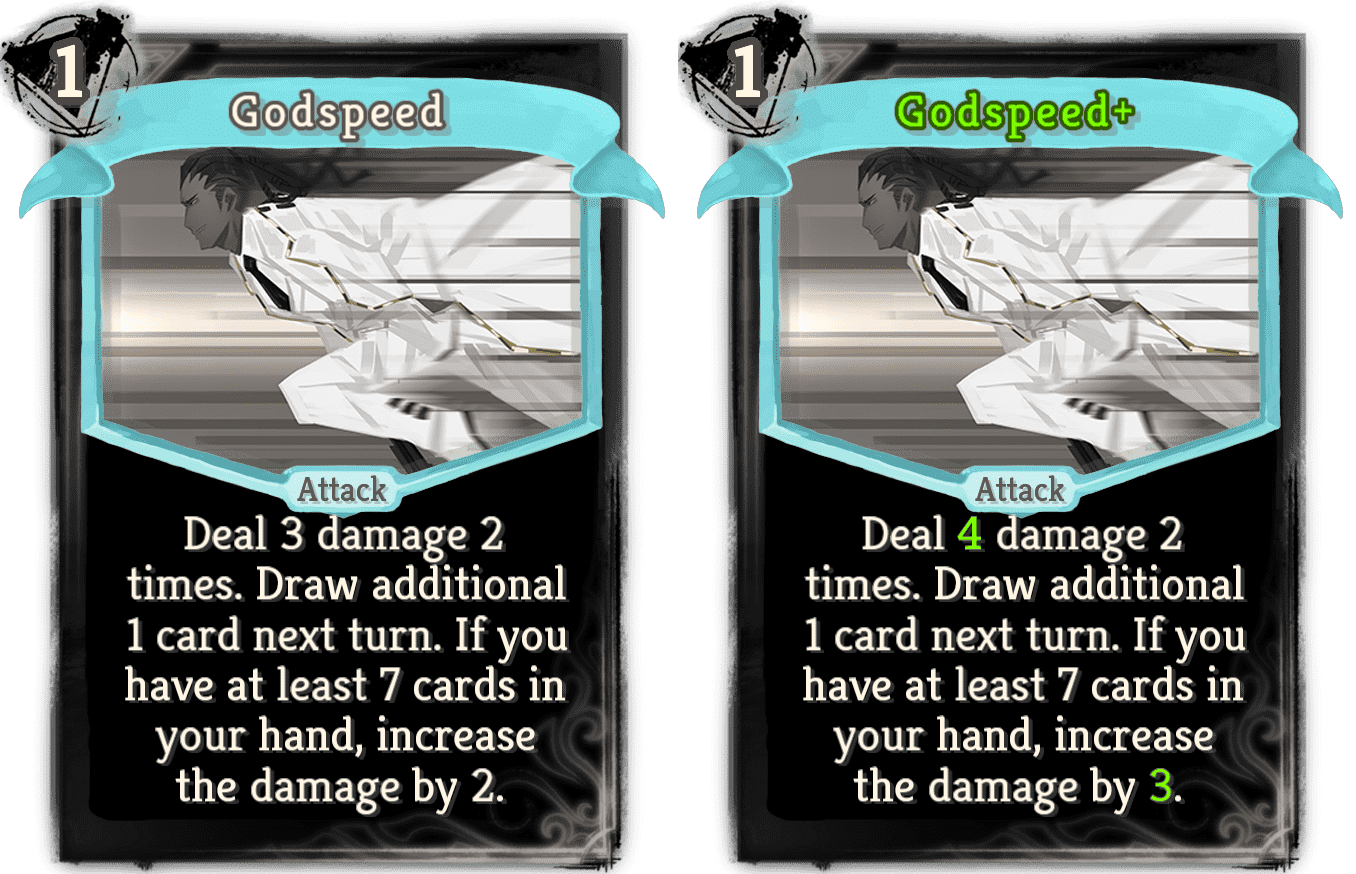 1
Godspeed
Attack
Deal 3 damage 2
times. Draw additional
1 card next turn. If you
have at least 7 cards in
your hand, increase
the damage by 2.
1
Godspeed+
Attack
Deal 4 damage 2
times. Draw additional
1 card next turn. If you
have at least 7 cards in
your hand, increase
the damage by 3.